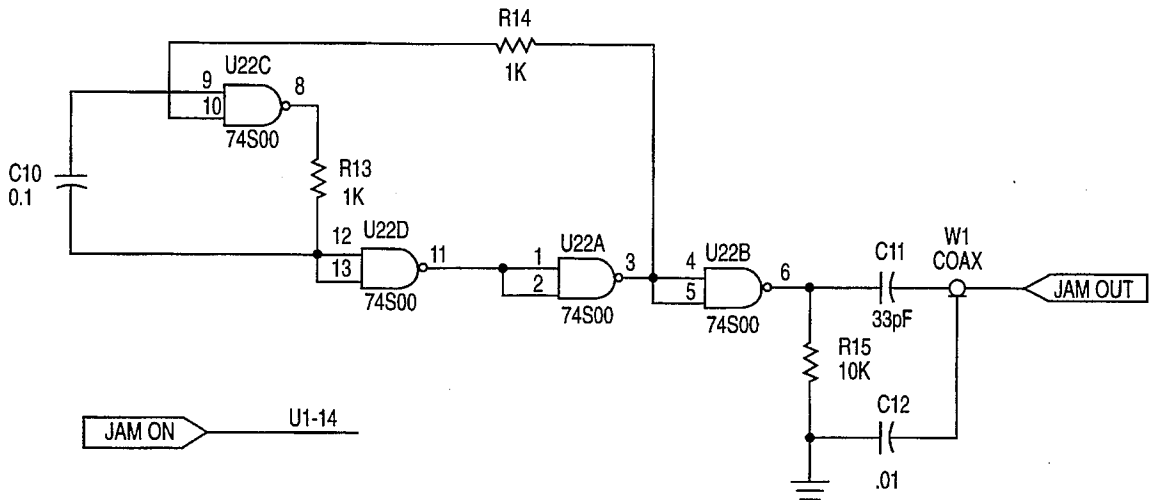 R14
1K
U22C
9
8
10
74S00
C10
0.1
R13
1K
U22D
12
11
13
74S00
U22A
1
3
2
74S00
U22B
4
6
5
74S00
C11
33pF
W1
COAX
JAM OUT
R15
10K
C12
.01
JAM ON
U1-14